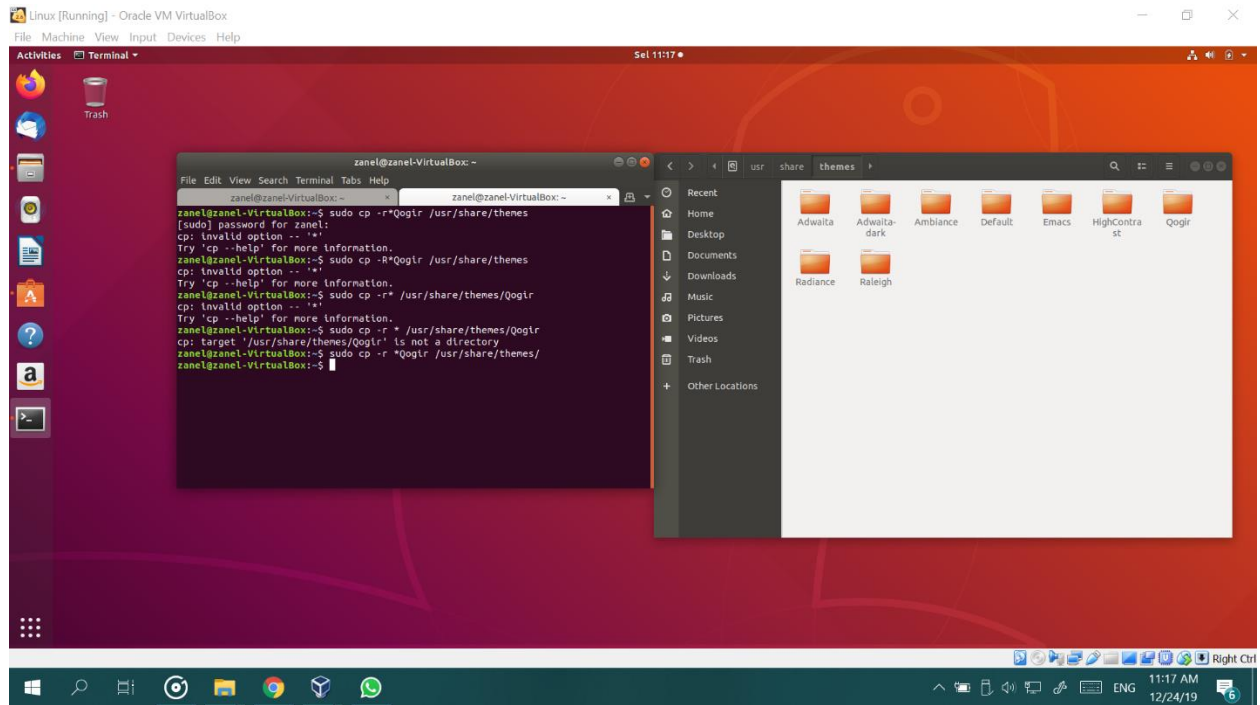 Linux [Running] - Oracle VM VirtualBox
File Machine View Input Devices Help
Activities Terminal Sel 11:17
Trash
zanel@zanel-VirtualBox: ~
File Edit View Search Terminal Tabs Help
zanel@zanel-VirtualBox: ~ × zanel@zanel-VirtualBox: ~ ×
zanel@zanel-VirtualBox:~$ sudo cp -r*Qogir /usr/share/themes
[sudo] password for zanel:
cp: invalid option -- '*'
Try 'cp --help' for more information.
zanel@zanel-VirtualBox:~$ sudo cp -R*Qogir /usr/share/themes
cp: invalid option -- '*'
Try 'cp --help' for more information.
zanel@zanel-VirtualBox:~$ sudo cp -r* /usr/share/themes/Qogir
cp: invalid option -- '*'
Try 'cp --help' for more information.
zanel@zanel-VirtualBox:~$ sudo cp -r * /usr/share/themes/Qogir
cp: target '/usr/share/themes/Qogir' is not a directory
zanel@zanel-VirtualBox:~$ sudo cp -r *Qogir /usr/share/themes/
zanel@zanel-VirtualBox:~$
usr share themes
Recent
Home
Desktop
Documents
Downloads
Music
Pictures
Videos
Trash
+ Other Locations
Adwaita
Adwaita-
dark
Ambiance
Default
Emacs
HighContra
st
Qogir
Radiance
Raleigh
Right Ctrl
ENG
11:17 AM
12/24/19
6